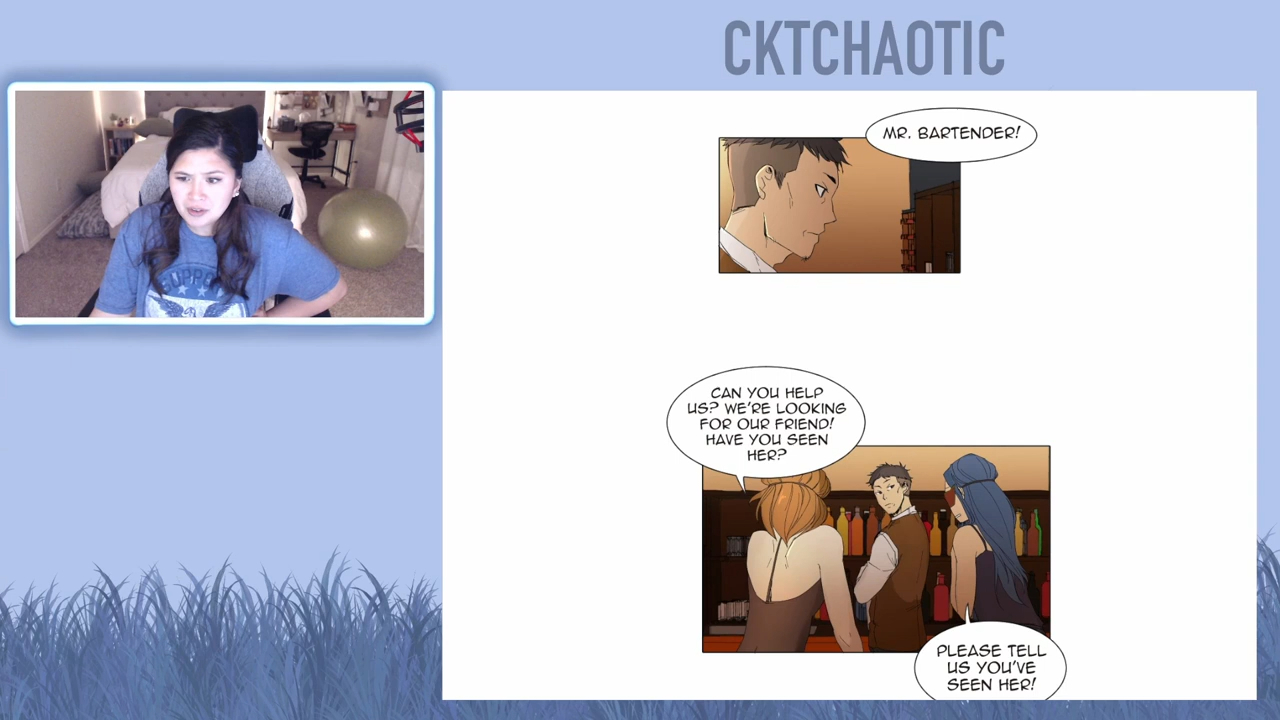 CKTCHAOTIC
MR. BARTENDER!
CAN YOU HELP
US? WE'RE LOOKING
FOR OUR FRIEND!
HAVE YOU SEEN
HER?
PLEASE TELL
US YOU'VE
SEEN HER!
SUPPO